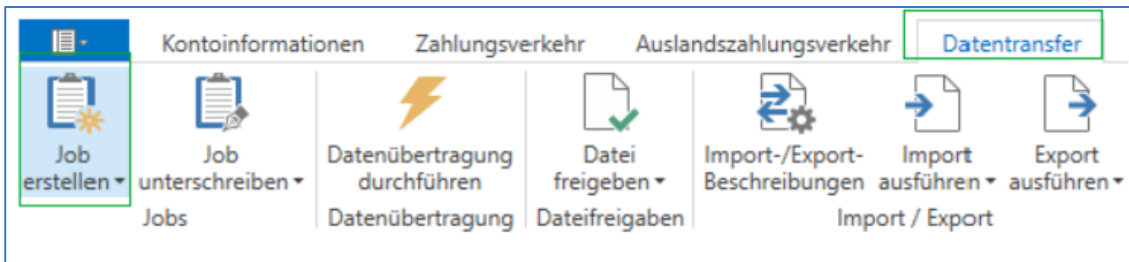 Kontoinformationen Zahlungsverkehr Auslandszahlungsverkehr Datentransfer
Job erstellen
Job unterschreiben
Datenübertragung durchführen
Datei freigeben
Import-/Export-Beschreibungen
Import ausführen
Export ausführen
Jobs Datenübertragung Dateifreigaben Import / Export